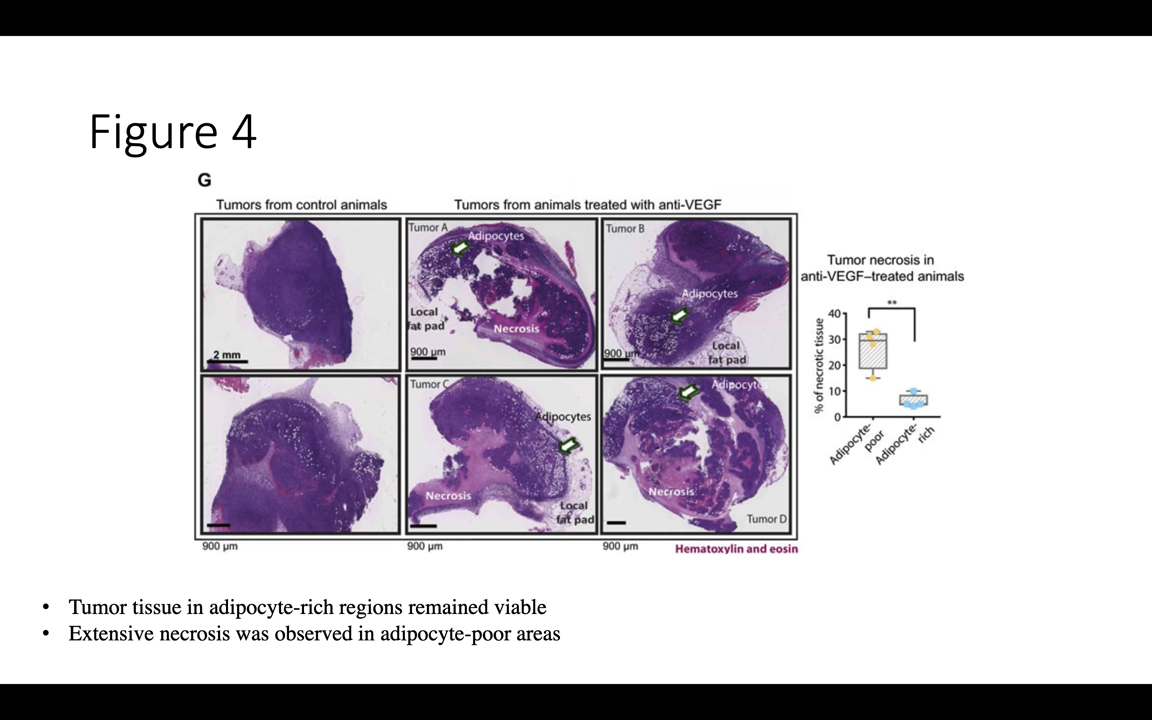 Figure 4
G
Tumors from control animals
Tumors from animals treated with anti-VEGF
Tumor A
Adipocytes
Local
fat pad
Necrosis
900 µm
2 mm
Tumor B
Adipocytes
Local
fat pad
900 µm
Tumor C
Adipocytes
Necrosis
Local
fat pad
Adipocytes
Necrosis
Tumor D
900 µm
900 µm
900 µm
Hematoxylin and eosin
Tumor necrosis in
anti-VEGF–treated animals
**
% of necrotic tissue
40
30
20
10
0
Adipocyte-
poor
Adipocyte-
rich
• Tumor tissue in adipocyte-rich regions remained viable
• Extensive necrosis was observed in adipocyte-poor areas